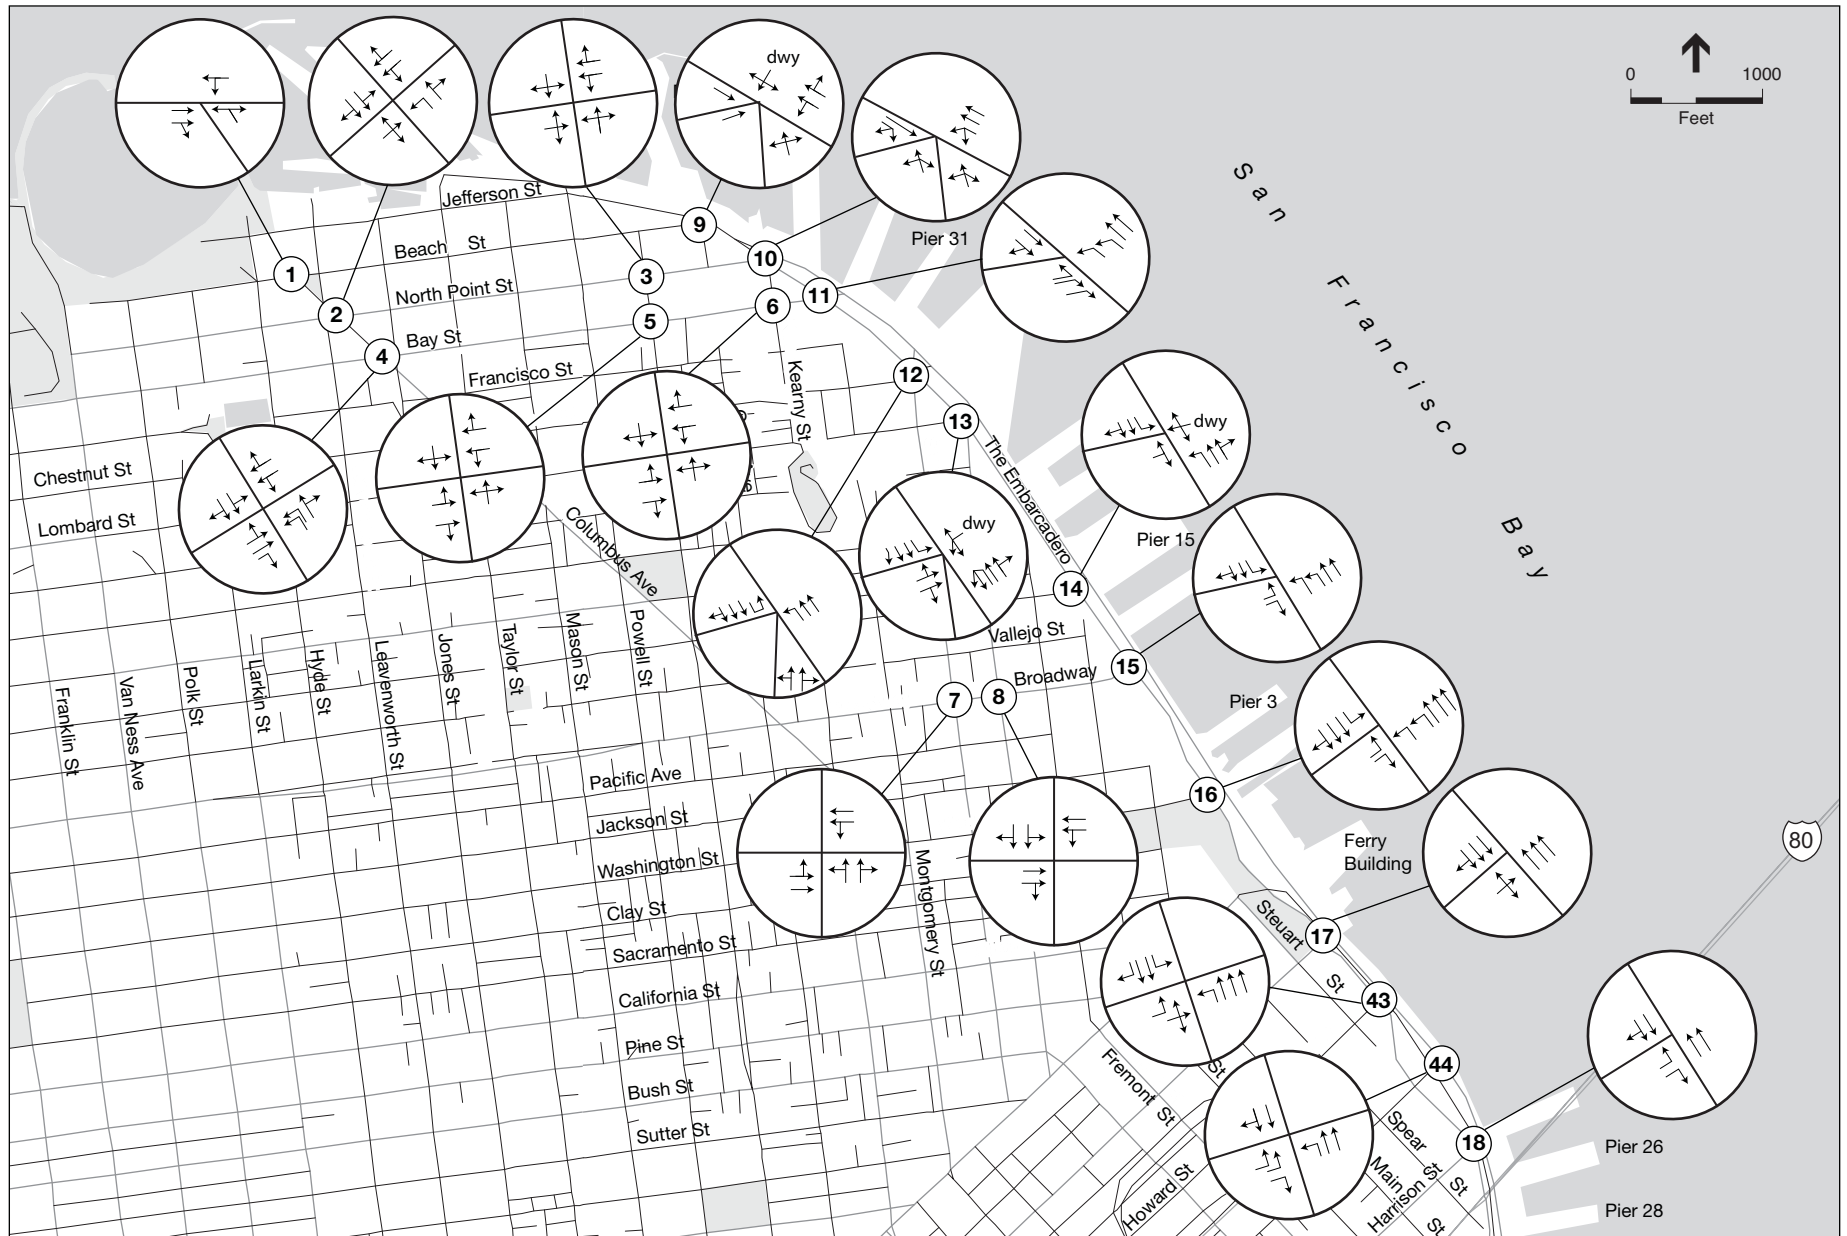 dwy
0 1000
Feet
Jefferson St
Beach St
North Point St
Bay St
Francisco St
Chestnut St
Lombard St
Pier 31
San Francisco Bay
1
2
3
4
5
6
9
10
11
12
13
dwy
dwy
Kearny St
The Embarcadero
Pier 15
14
Columbus Ave
Vallejo St
Broadway
15
7
8
Pier 3
16
Franklin St
Van Ness Ave
Polk St
Larkin St
Hyde St
Leavenworth St
Jones St
Taylor St
Mason St
Powell St
Pacific Ave
Jackson St
Washington St
Clay St
Sacramento St
California St
Pine St
Bush St
Sutter St
Montgomery St
Ferry
Building
80
Steuart St
17
43
44
18
Fremont St
St
Howard St
Spear St
Main St
Harrison St
Pier 26
Pier 28